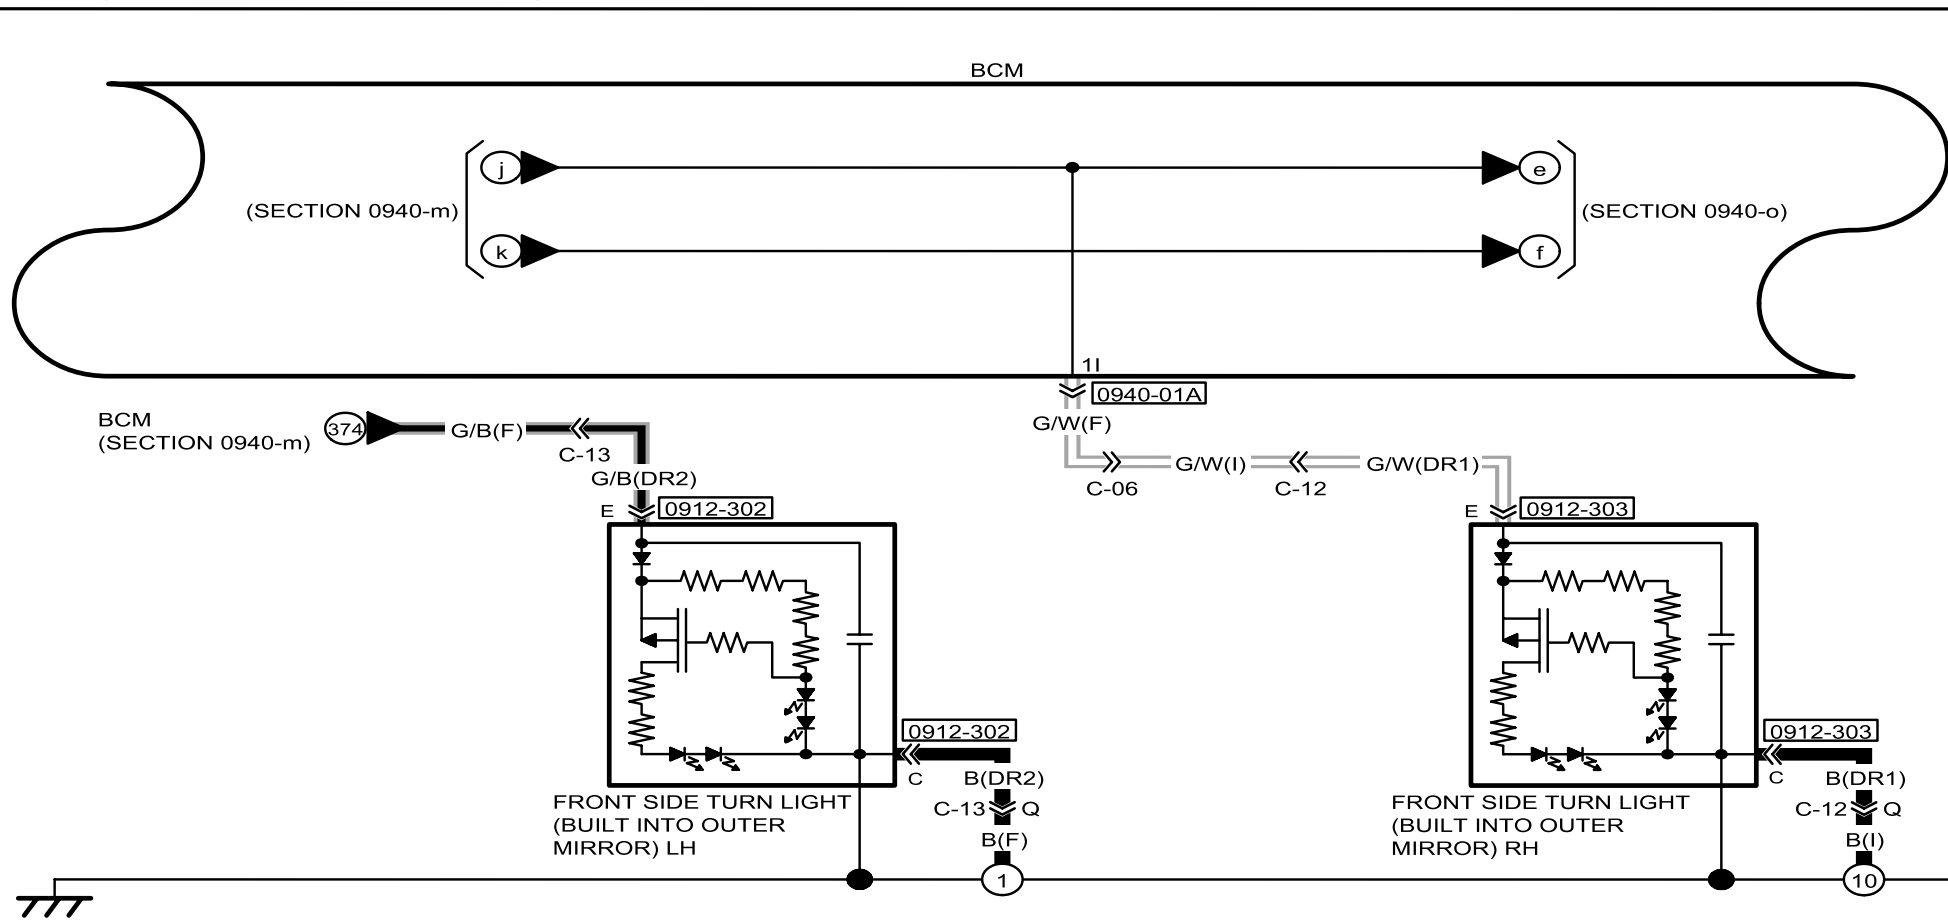 BCM
j
e
(SECTION 0940-m)
(SECTION 0940-o)
k
f
1I
0940-01A
BCM
(SECTION 0940-m)
374
G/B(F)
C-13
G/B(DR2)
G/W(F)
G/W(I)
G/W(DR1)
C-06
C-12
E
0912-302
E
0912-303
0912-302
C
B(DR2)
C-13
Q
B(F)
1
0912-303
C
B(DR1)
C-12
Q
B(I)
10
FRONT SIDE TURN LIGHT
(BUILT INTO OUTER
MIRROR) LH
FRONT SIDE TURN LIGHT
(BUILT INTO OUTER
MIRROR) RH